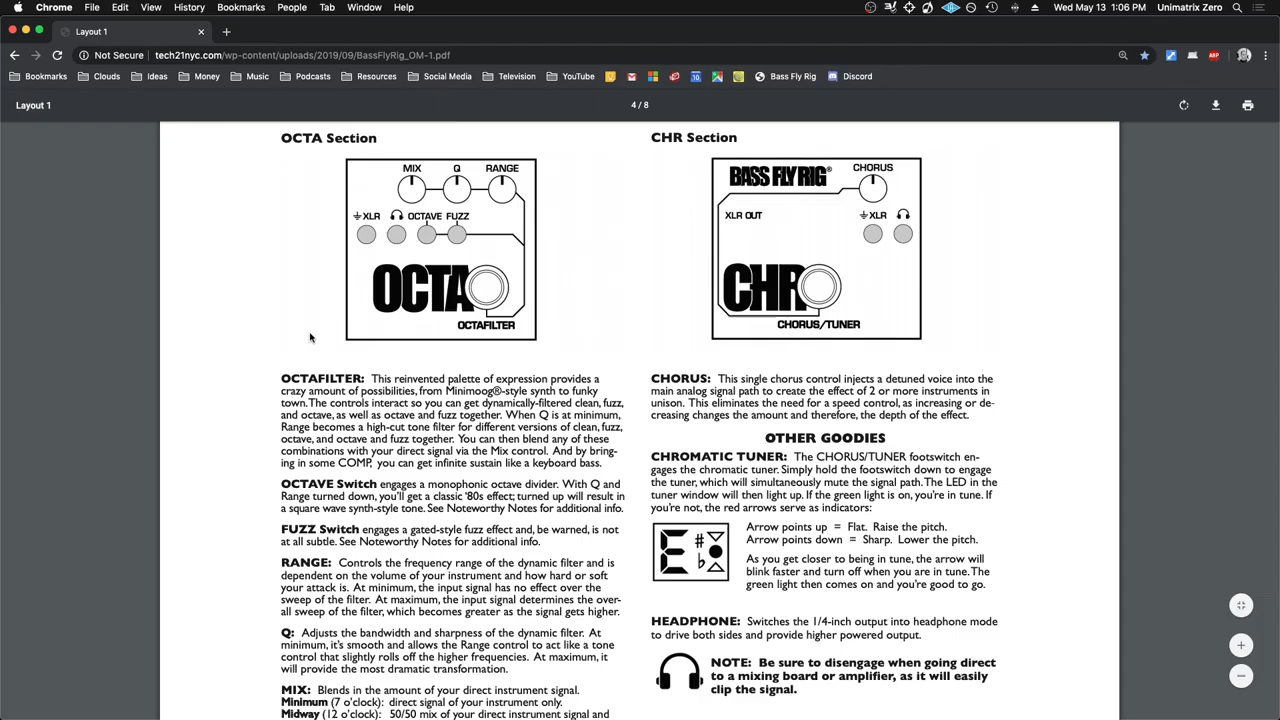 Chrome File Edit View History Bookmarks People Tab Window Help Wed May 13 1:06 PM Unimatrix Zero
Layout 1
Not Secure | tech21nyc.com/wp-content/uploads/2019/09/BassFlyRig_OM-1.pdf
Bookmarks Clouds Ideas Money Music Podcasts Resources Social Media Television YouTube Bass Fly Rig Discord
Layout 1 4 / 8
OCTA Section
MIX Q RANGE
XLR OCTAVE FUZZ
OCTA
OCTAFILTER
OCTAFILTER: This reinvented palette of expression provides a
crazy amount of possibilities, from Minimoog®-style synth to funky
town. The controls interact so you can get dynamically-filtered clean, fuzz,
and octave, as well as octave and fuzz together. When Q is at minimum,
Range becomes a high-cut tone filter for different versions of clean, fuzz,
octave, and octave and fuzz together. You can then blend any of these
combinations with your direct signal via the Mix control. And by bring-
ing in some COMP, you can get infinite sustain like a keyboard bass.
OCTAVE Switch engages a monophonic octave divider. With Q and
Range turned down, you'll get a classic '80s effect; turned up will result in
a square wave synth-style tone. See Noteworthy Notes for additional info.
FUZZ Switch engages a gated-style fuzz effect and, be warned, is not
at all subtle. See Noteworthy Notes for additional info.
RANGE: Controls the frequency range of the dynamic filter and is
dependent on the volume of your instrument and how hard or soft
your attack is. At minimum, the input signal has no effect over the
sweep of the filter. At maximum, the input signal determines the over-
all sweep of the filter, which becomes greater as the signal gets higher.
Q: Adjusts the bandwidth and sharpness of the dynamic filter. At
minimum, it's smooth and allows the Range control to act like a tone
control that slightly rolls off the higher frequencies. At maximum, it
will provide the most dramatic transformation.
MIX: Blends in the amount of your direct instrument signal.
Minimum (7 o'clock): direct signal of your instrument only.
Midway (12 o'clock): 50/50 mix of your direct instrument signal and
CHR Section
BASS FLY RIG® CHORUS
XLR OUT XLR
CHR
CHORUS/TUNER
CHORUS: This single chorus control injects a detuned voice into the
main analog signal path to create the effect of 2 or more instruments in
unison. This eliminates the need for a speed control, as increasing or de-
creasing changes the amount and therefore, the depth of the effect.
OTHER GOODIES
CHROMATIC TUNER: The CHORUS/TUNER footswitch en-
gages the chromatic tuner. Simply hold the footswitch down to engage
the tuner, which will simultaneously mute the signal path. The LED in the
tuner window will then light up. If the green light is on, you're in tune. If
you're not, the red arrows serve as indicators:
E # b
Arrow points up = Flat. Raise the pitch.
Arrow points down = Sharp. Lower the pitch.
As you get closer to being in tune, the arrow will
blink faster and turn off when you are in tune. The
green light then comes on and you're good to go.
HEADPHONE: Switches the 1/4-inch output into headphone mode
to drive both sides and provide higher powered output.
NOTE: Be sure to disengage when going direct
to a mixing board or amplifier, as it will easily
clip the signal.